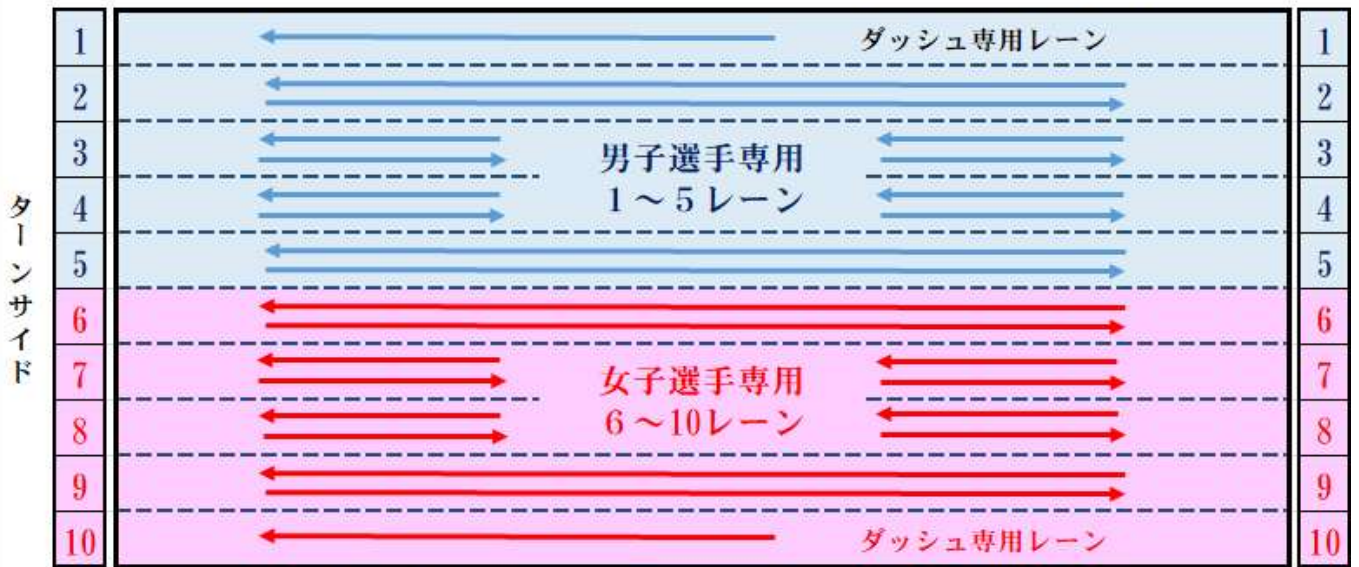 1 ダッシュ専用レーン 1
2 2
3 3
男子選手専用
1～5レーン
4 4
5 5
ターンサイド
6 6
7 7
女子選手専用
6～10レーン
8 8
9 9
10 ダッシュ専用レーン 10